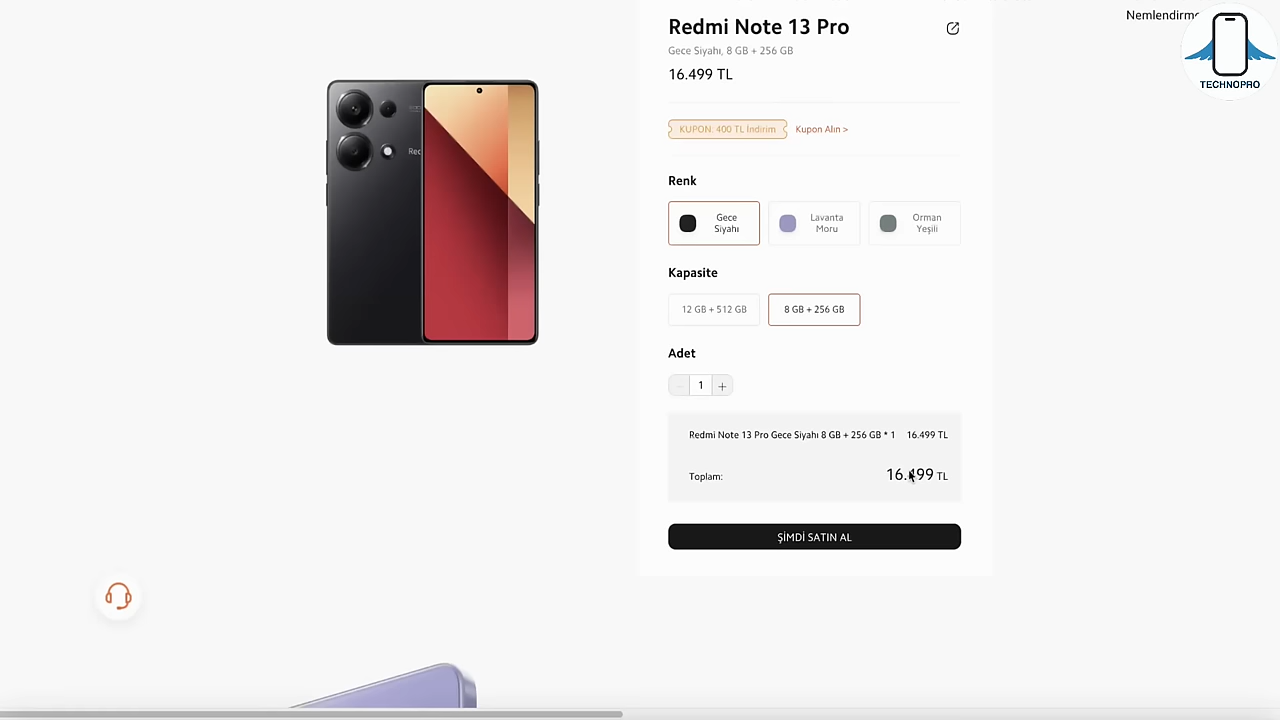 Redmi Note 13 Pro
Gece Siyahı, 8 GB + 256 GB
16.499 TL
KUPON: 400 TL İndirim Kupon Alın >
Renk
Gece Siyahı
Lavanta Moru
Orman Yeşili
Kapasite
12 GB + 512 GB
8 GB + 256 GB
Adet
− 1 +
Redmi Note 13 Pro Gece Siyahı 8 GB + 256 GB * 1 16.499 TL
Toplam: 16.499 TL
ŞİMDİ SATIN AL
TECHNOPRO